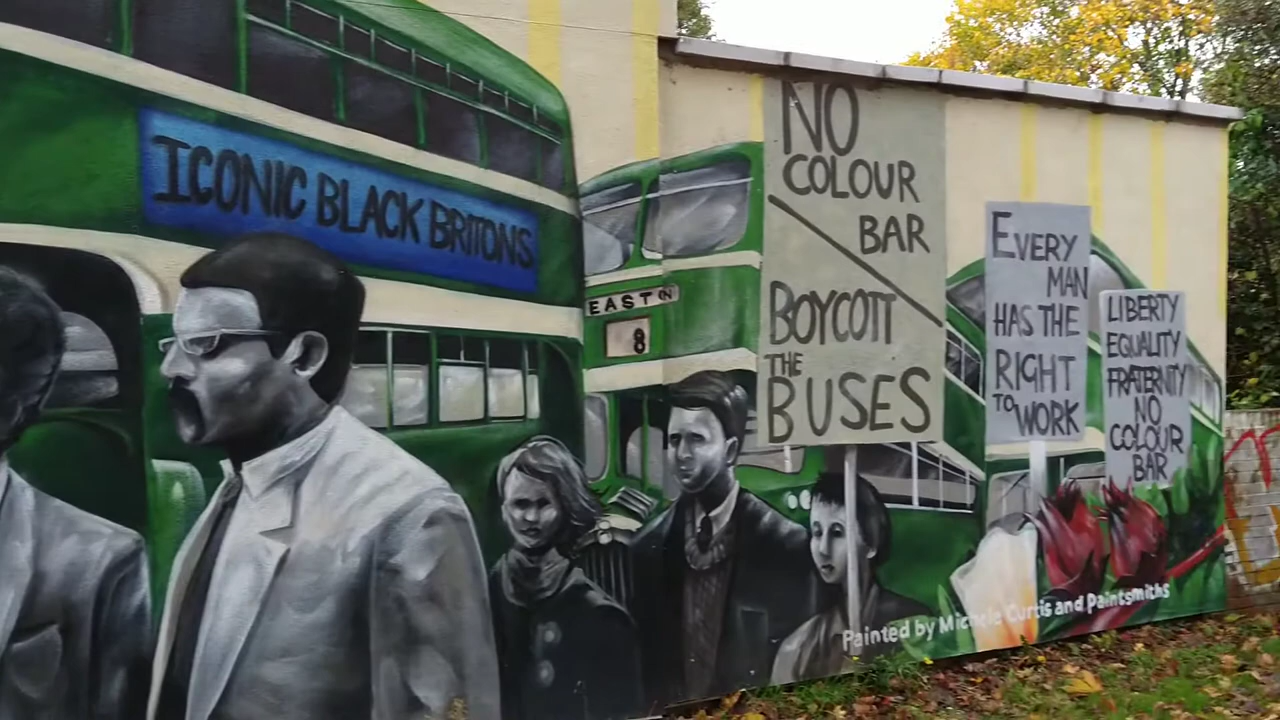 ICONIC BLACK BRITONS
EASTON
8
NO
COLOUR
BAR
BOYCOTT
THE
BUSES
EVERY
MAN
HAS THE
RIGHT
TO WORK
LIBERTY
EQUALITY
FRATERNITY
NO
COLOUR
BAR
Painted by Michele Curtis and Paintsmiths